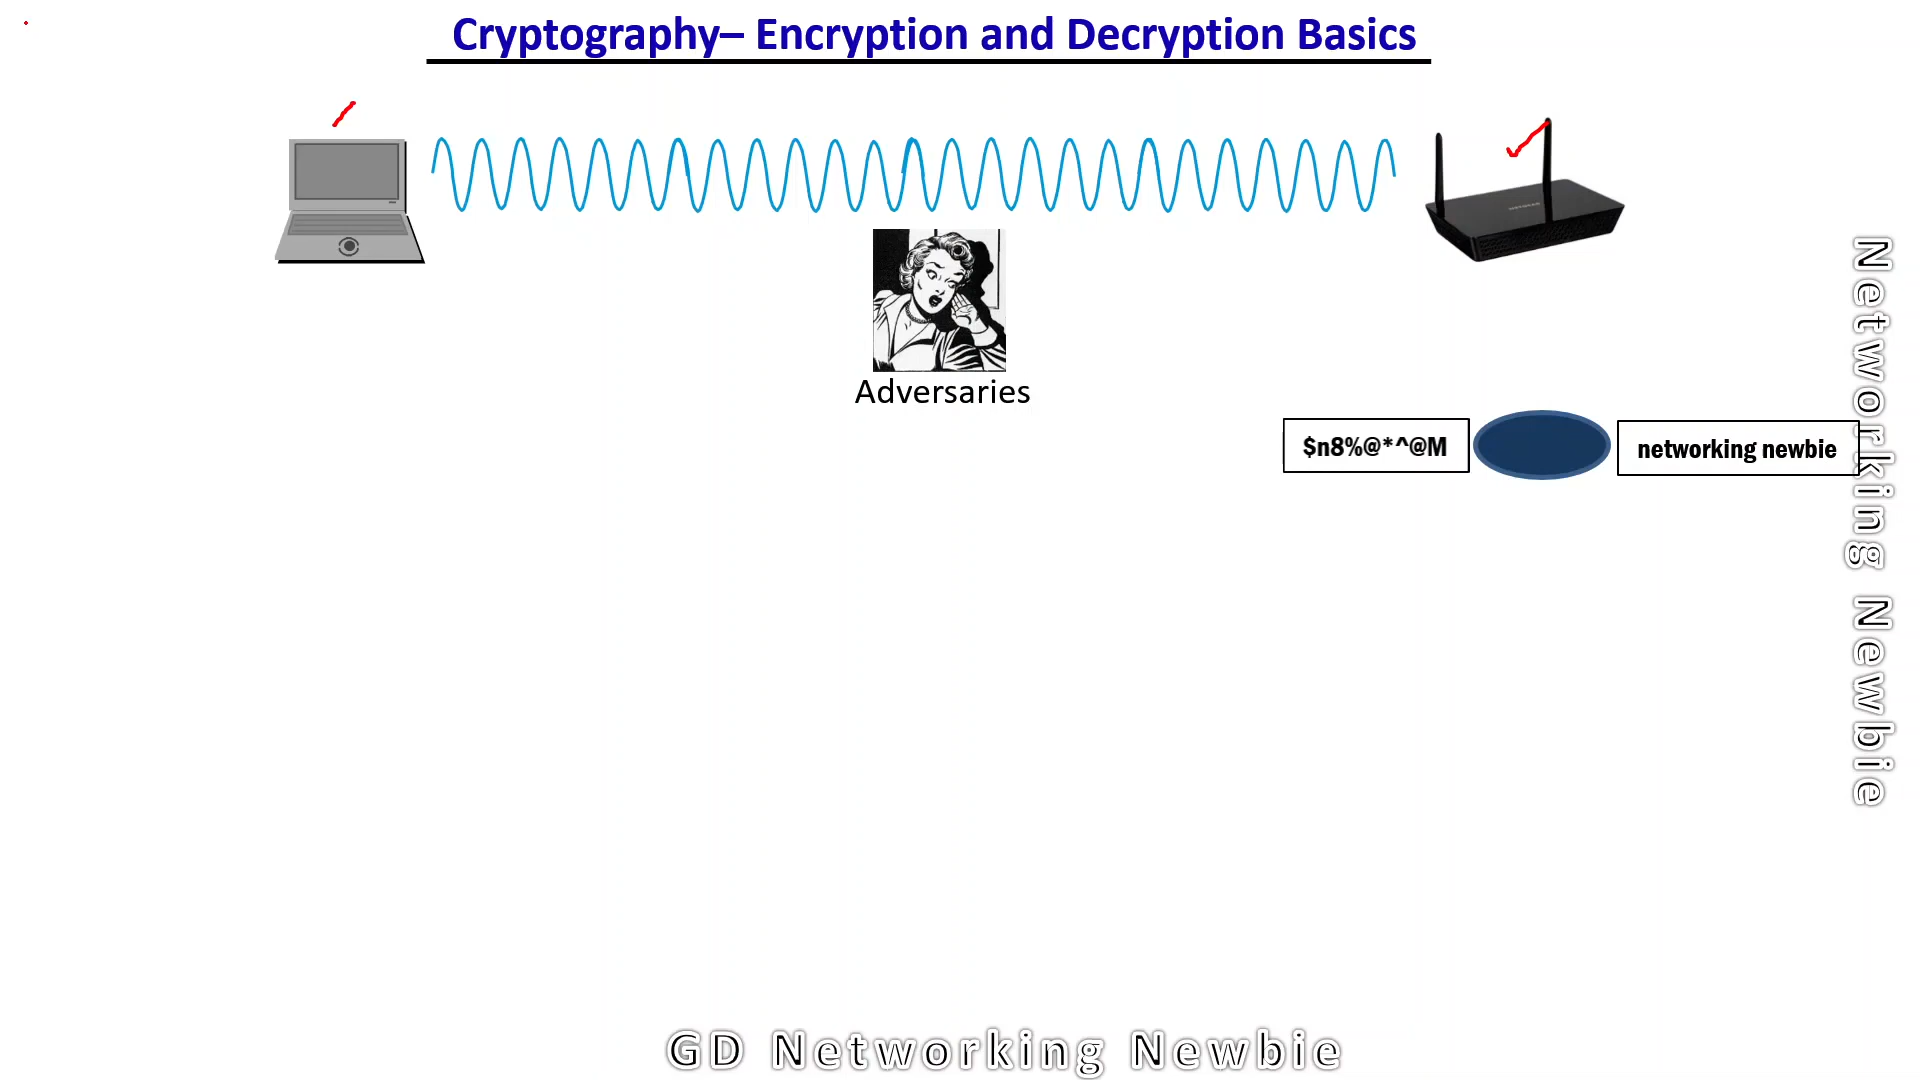 Cryptography– Encryption and Decryption Basics
Adversaries
$n8%@*^@M
networking newbie
Networking Newbie
GD Networking Newbie